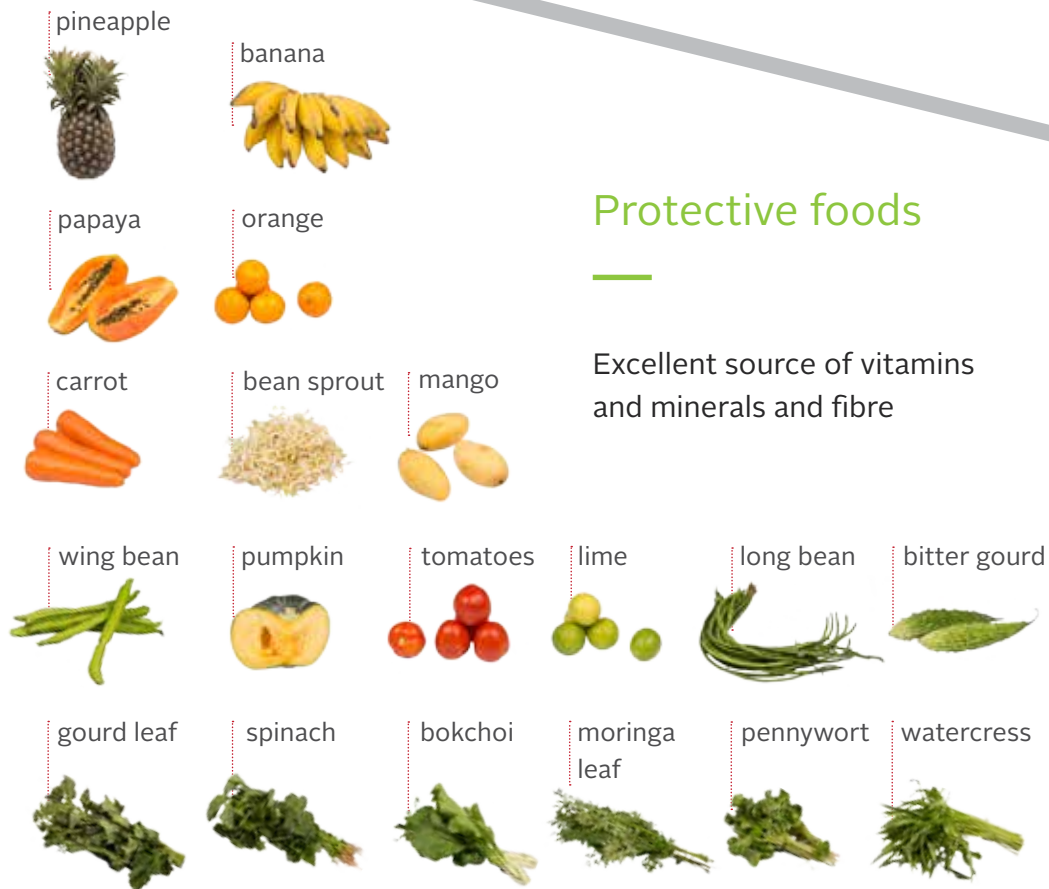 pineapple
banana
papaya
orange
Protective foods
Excellent source of vitamins
and minerals and fibre
carrot
bean sprout
mango
wing bean
pumpkin
tomatoes
lime
long bean
bitter gourd
gourd leaf
spinach
bokchoi
moringa
leaf
pennywort
watercress